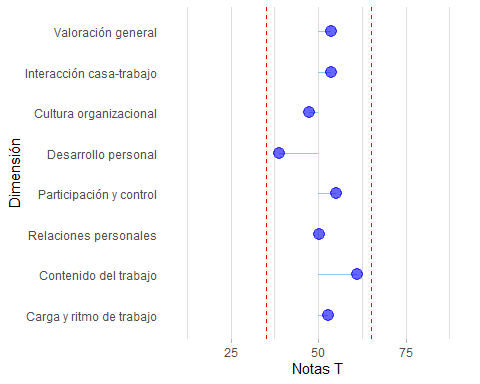 Valoración general
Interacción casa-trabajo
Cultura organizacional
Desarrollo personal
Participación y control
Relaciones personales
Contenido del trabajo
Carga y ritmo de trabajo
Dimensión
25 50 75
Notas T